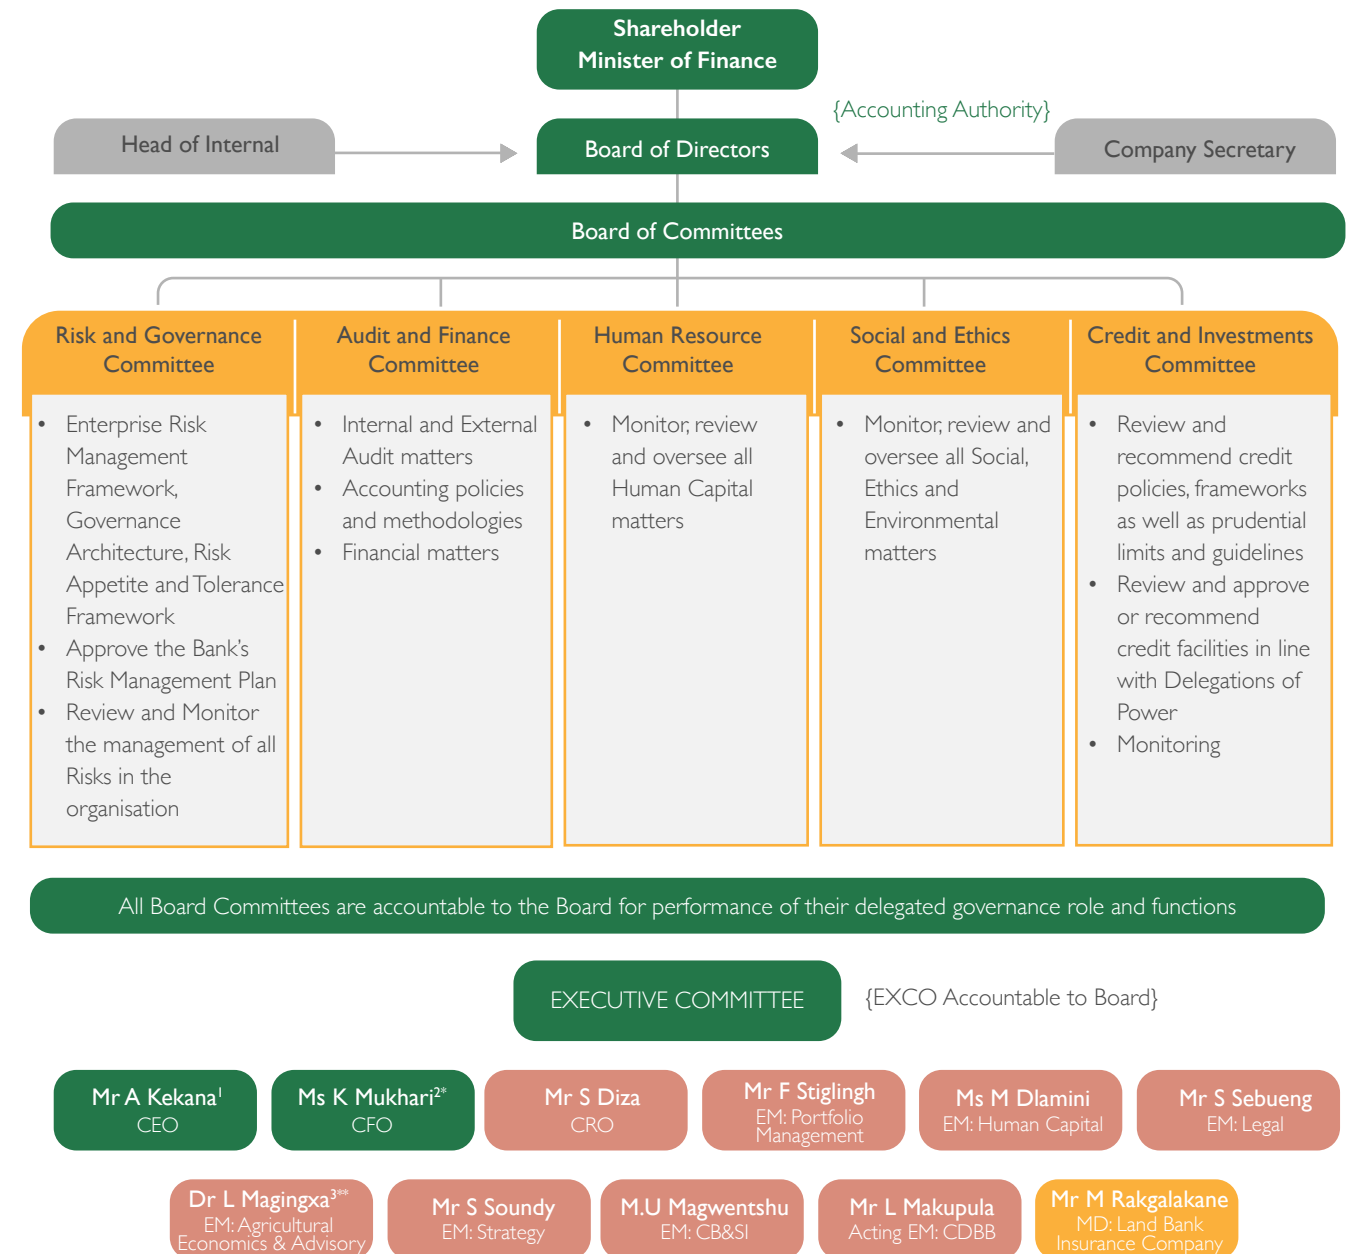 Shareholder
Minister of Finance
{Accounting Authority}
Head of Internal
Board of Directors
Company Secretary
Board of Committees
Risk and Governance
Committee
Audit and Finance
Committee
Human Resource
Committee
Social and Ethics
Committee
Credit and Investments
Committee
• Enterprise Risk
Management
Framework,
Governance
Architecture, Risk
Appetite and Tolerance
Framework
• Approve the Bank’s
Risk Management Plan
• Review and Monitor
the management of all
Risks in the
organisation
• Internal and External
Audit matters
• Accounting policies
and methodologies
• Financial matters
• Monitor, review
and oversee all
Human Capital
matters
• Monitor, review and
oversee all Social,
Ethics and
Environmental
matters
• Review and
recommend credit
policies, frameworks
as well as prudential
limits and guidelines
• Review and approve
or recommend
credit facilities in line
with Delegations of
Power
• Monitoring
All Board Committees are accountable to the Board for performance of their delegated governance role and functions
EXECUTIVE COMMITTEE
{EXCO Accountable to Board}
Mr A Kekana¹
CEO
Ms K Mukhari²*
CFO
Mr S Diza
CRO
Mr F Stiglingh
EM: Portfolio
Management
Ms M Dlamini
EM: Human Capital
Mr S Sebueng
EM: Legal
Dr L Magingxa³**
EM: Agricultural
Economics & Advisory
Mr S Soundy
EM: Strategy
M.U Magwentshu
EM: CB&SI
Mr L Makupula
Acting EM: CDBB
Mr M Rakgalakane
MD: Land Bank
Insurance Company